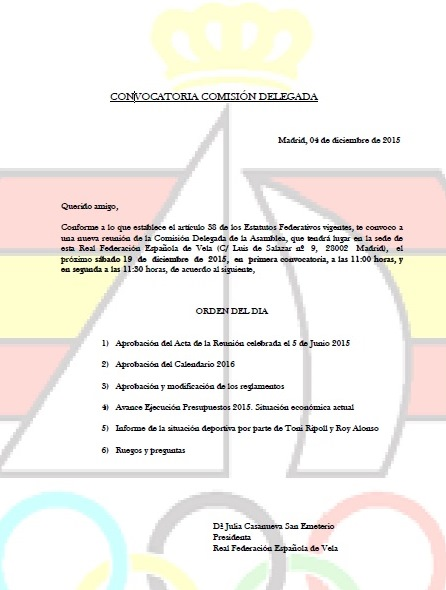 CONVOCATORIA COMISIÓN DELEGADA
Madrid, 04 de diciembre de 2015
Querido amigo,
Conforme a lo que establece el artículo 38 de los Estatutos Federativos vigentes, te convoco a
una nueva reunión de la Comisión Delegada de la Asamblea, que tendrá lugar en la sede de
esta Real Federación Española de Vela (C/ Luis de Salazar nº 9, 28002 Madrid), el
próximo sábado 19 de diciembre de 2015, en primera convocatoria, a las 11:00 horas, y
en segunda a las 11:30 horas, de acuerdo al siguiente,
ORDEN DEL DIA
1) Aprobación del Acta de la Reunión celebrada el 5 de Junio 2015
2) Aprobación del Calendario 2016
3) Aprobación y modificación de los reglamentos
4) Avance Ejecución Presupuestos 2015. Situación económica actual
5) Informe de la situación deportiva por parte de Toni Ripoll y Roy Alonso
6) Ruegos y preguntas
Dª Julia Casanueva San Emeterio
Presidenta
Real Federación Española de Vela